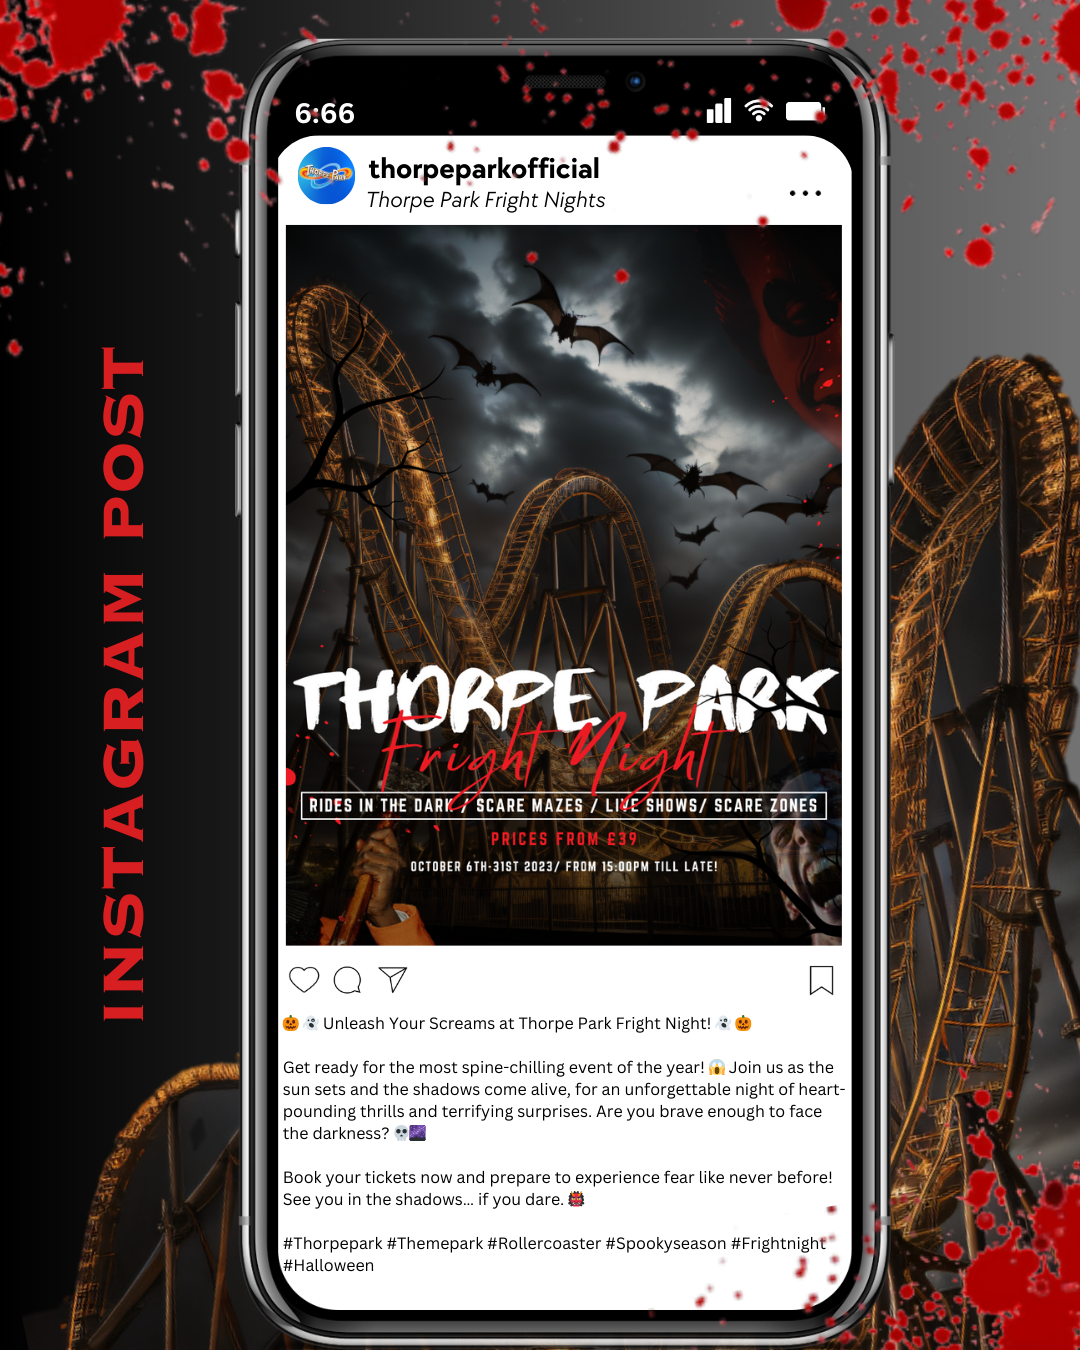 INSTAGRAM POST
6:66
THORPE PARK
thorpeparkofficial
Thorpe Park Fright Nights
THORPE PARK
Fright Night
RIDES IN THE DARK / SCARE MAZES / LIVE SHOWS/ SCARE ZONES
PRICES FROM £39
OCTOBER 6TH-31ST 2023/ FROM 15:00PM TILL LATE!
🎃 👻 Unleash Your Screams at Thorpe Park Fright Night! 👻 🎃
Get ready for the most spine-chilling event of the year! 😱 Join us as the
sun sets and the shadows come alive, for an unforgettable night of heart-
pounding thrills and terrifying surprises. Are you brave enough to face
the darkness? 💀🌌
Book your tickets now and prepare to experience fear like never before!
See you in the shadows... if you dare. 👹
#Thorpepark #Themepark #Rollercoaster #Spookyseason #Frightnight
#Halloween